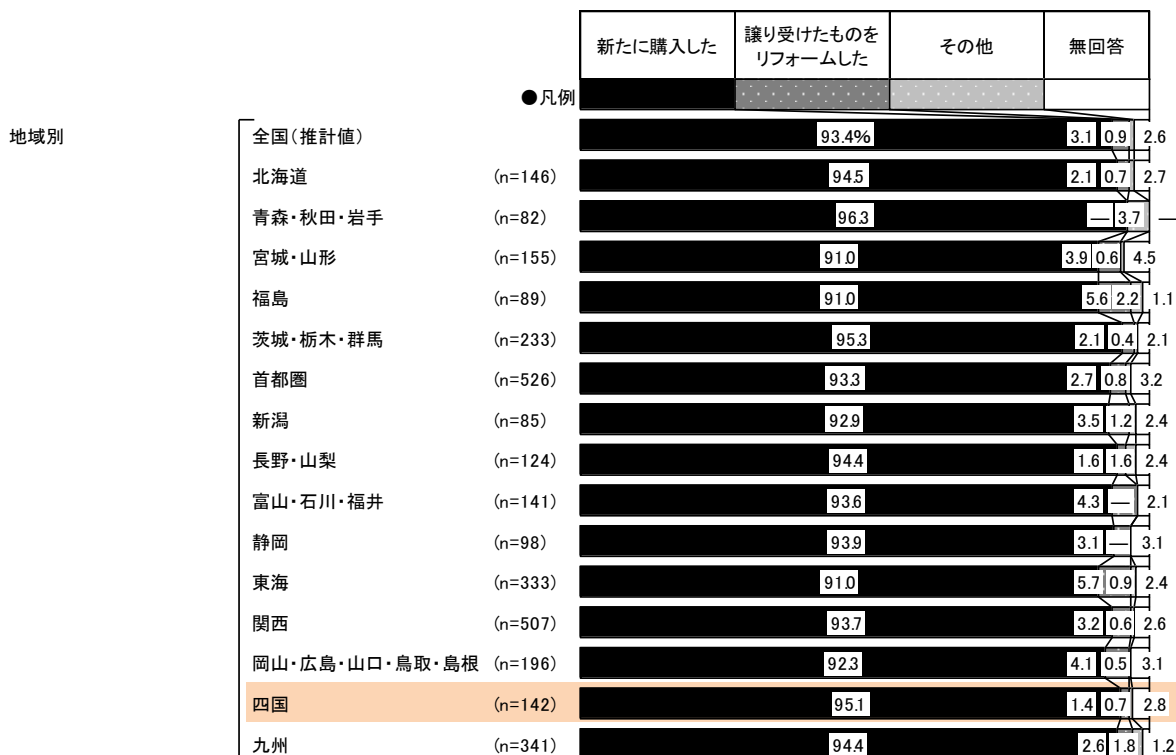 新たに購入した 譲り受けたものを その他 無回答
リフォームした
●凡例
地域別 全国(推計値) 93.4% 3.1 0.9 2.6
北海道 (n=146) 94.5 2.1 0.7 2.7
青森・秋田・岩手 (n=82) 96.3 — 3.7 —
宮城・山形 (n=155) 91.0 3.9 0.6 4.5
福島 (n=89) 91.0 5.6 2.2 1.1
茨城・栃木・群馬 (n=233) 95.3 2.1 0.4 2.1
首都圏 (n=526) 93.3 2.7 0.8 3.2
新潟 (n=85) 92.9 3.5 1.2 2.4
長野・山梨 (n=124) 94.4 1.6 1.6 2.4
富山・石川・福井 (n=141) 93.6 4.3 — 2.1
静岡 (n=98) 93.9 3.1 — 3.1
東海 (n=333) 91.0 5.7 0.9 2.4
関西 (n=507) 93.7 3.2 0.6 2.6
岡山・広島・山口・鳥取・島根 (n=196) 92.3 4.1 0.5 3.1
四国 (n=142) 95.1 1.4 0.7 2.8
九州 (n=341) 94.4 2.6 1.8 1.2